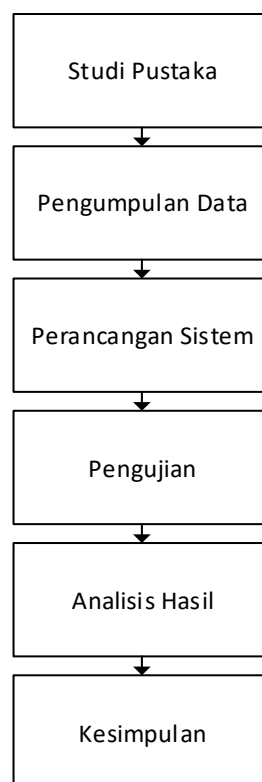 Studi Pustaka
Pengumpulan Data
Perancangan Sistem
Pengujian
Analisis Hasil
Kesimpulan